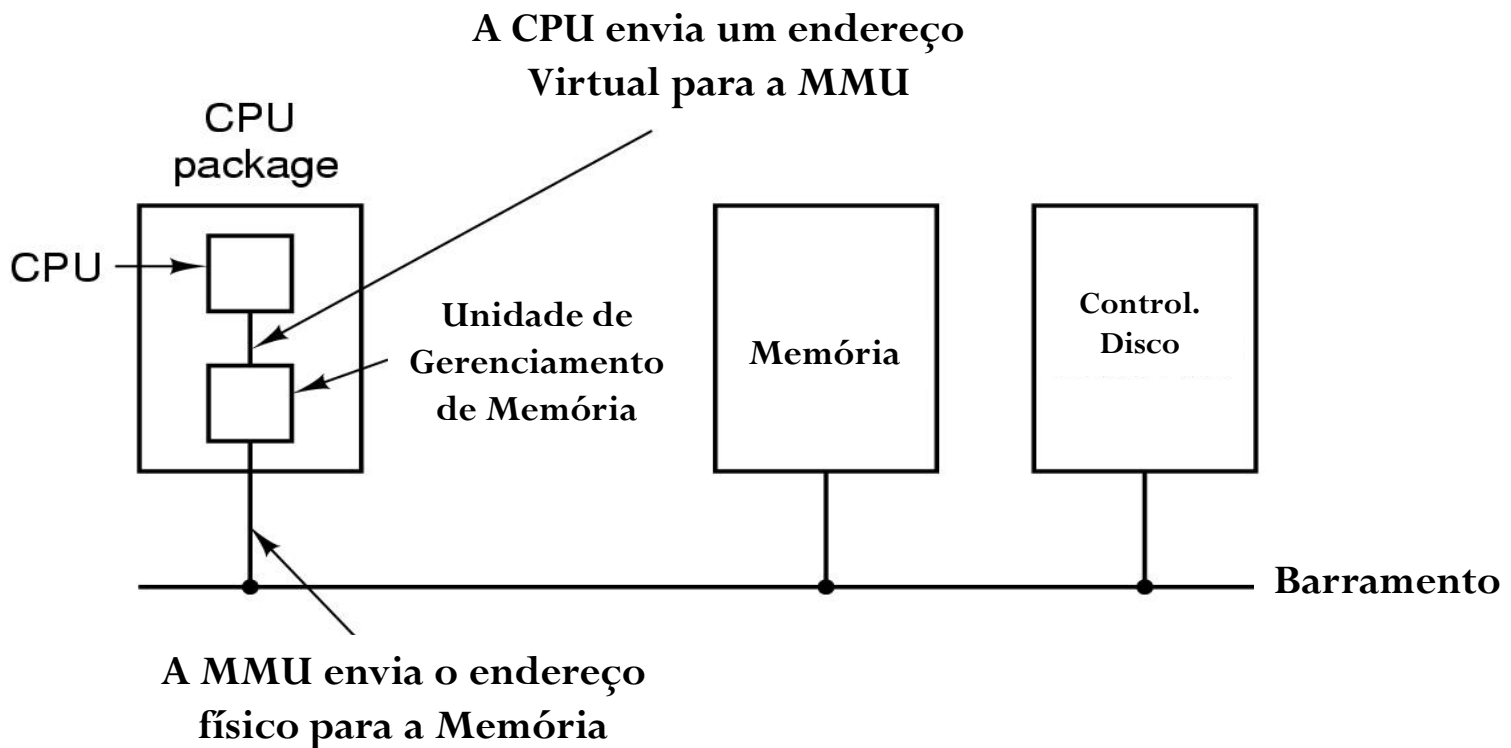 A CPU envia um endereço
Virtual para a MMU
CPU
package
CPU
Unidade de
Gerenciamento
de Memória
Memória
Control.
Disco
Barramento
A MMU envia o endereço
físico para a Memória